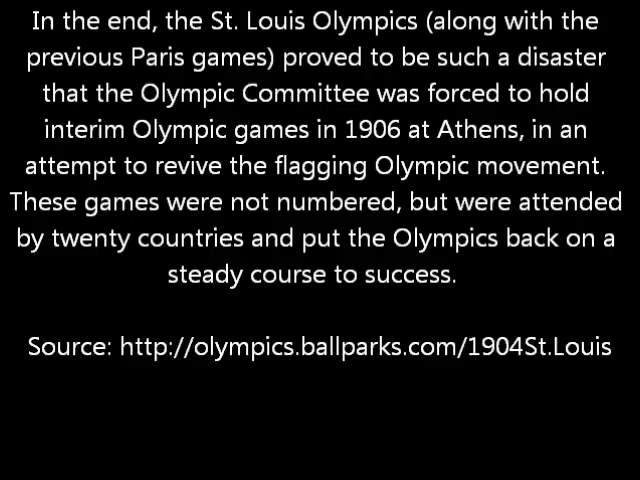 In the end, the St. Louis Olympics (along with the
previous Paris games) proved to be such a disaster
that the Olympic Committee was forced to hold
interim Olympic games in 1906 at Athens, in an
attempt to revive the flagging Olympic movement.
These games were not numbered, but were attended
by twenty countries and put the Olympics back on a
steady course to success.
Source: http://olympics.ballparks.com/1904St.Louis